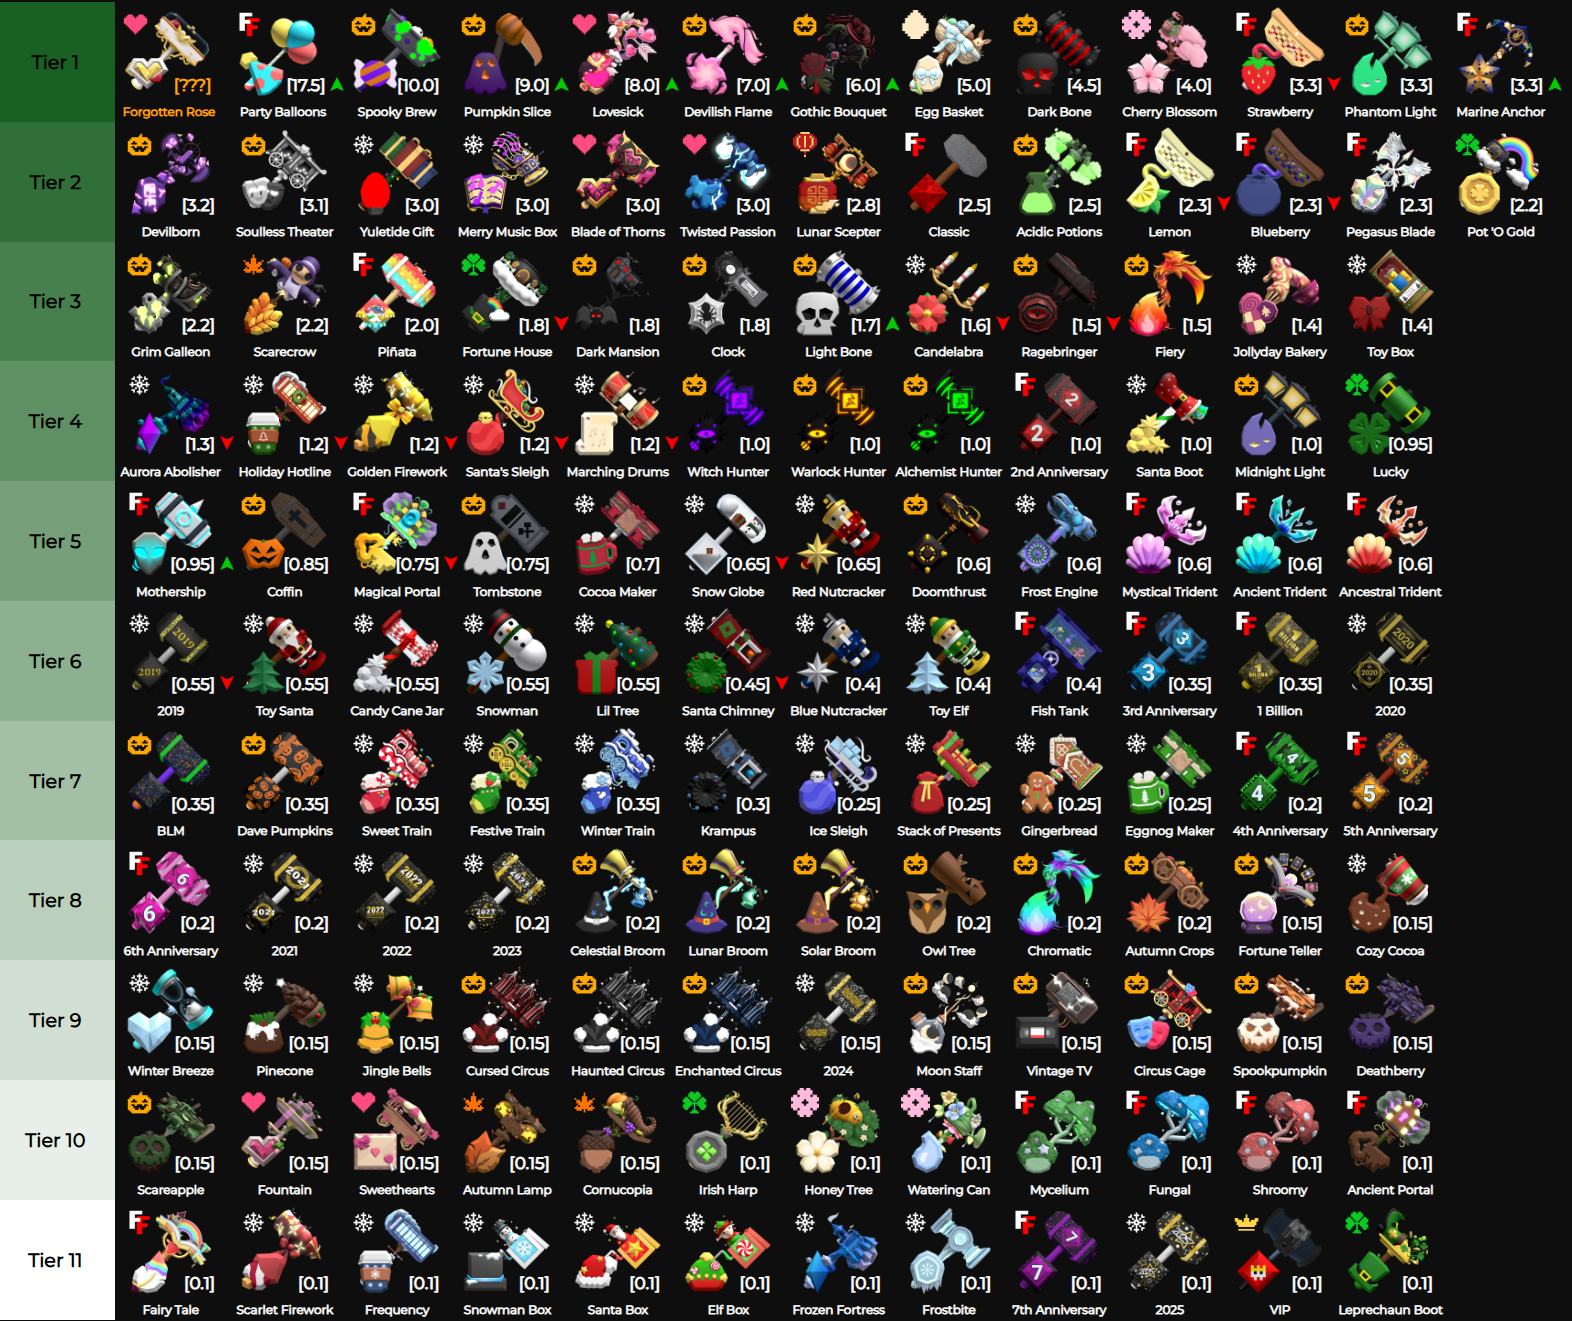 Tier 1
[???] [17.5] [10.0] [9.0] [8.0] [7.0] [6.0] [5.0] [4.5] [4.0] [3.3] [3.3] [3.3]
Forgotten Rose Party Balloons Spooky Brew Pumpkin Slice Lovesick Devilish Flame Gothic Bouquet Egg Basket Dark Bone Cherry Blossom Strawberry Phantom Light Marine Anchor
Tier 2
[3.2] [3.1] [3.0] [3.0] [3.0] [3.0] [2.8] [2.5] [2.5] [2.3] [2.3] [2.3] [2.2]
Devilborn Soulless Theater Yuletide Gift Merry Music Box Blade of Thorns Twisted Passion Lunar Scepter Classic Acidic Potions Lemon Blueberry Pegasus Blade Pot 'O Gold
Tier 3
[2.2] [2.2] [2.0] [1.8] [1.8] [1.8] [1.7] [1.6] [1.5] [1.5] [1.4] [1.4]
Grim Galleon Scarecrow Piñata Fortune House Dark Mansion Clock Light Bone Candelabra Ragebringer Fiery Jollyday Bakery Toy Box
Tier 4
[1.3] [1.2] [1.2] [1.2] [1.2] [1.0] [1.0] [1.0] [1.0] [1.0] [1.0] [0.95]
Aurora Abolisher Holiday Hotline Golden Firework Santa's Sleigh Marching Drums Witch Hunter Warlock Hunter Alchemist Hunter 2nd Anniversary Santa Boot Midnight Light Lucky
Tier 5
[0.95] [0.85] [0.75] [0.75] [0.7] [0.65] [0.65] [0.6] [0.6] [0.6] [0.6] [0.6]
Mothership Coffin Magical Portal Tombstone Cocoa Maker Snow Globe Red Nutcracker Doomthrust Frost Engine Mystical Trident Ancient Trident Ancestral Trident
Tier 6
[0.55] [0.55] [0.55] [0.55] [0.55] [0.45] [0.4] [0.4] [0.4] [0.35] [0.35] [0.35]
2019 Toy Santa Candy Cane Jar Snowman Lil Tree Santa Chimney Blue Nutcracker Toy Elf Fish Tank 3rd Anniversary 1 Billion 2020
Tier 7
[0.35] [0.35] [0.35] [0.35] [0.35] [0.3] [0.25] [0.25] [0.25] [0.25] [0.2] [0.2]
BLM Dave Pumpkins Sweet Train Festive Train Winter Train Krampus Ice Sleigh Stack of Presents Gingerbread Eggnog Maker 4th Anniversary 5th Anniversary
Tier 8
[0.2] [0.2] [0.2] [0.2] [0.2] [0.2] [0.2] [0.2] [0.2] [0.2] [0.15] [0.15]
6th Anniversary 2021 2022 2023 Celestial Broom Lunar Broom Solar Broom Owl Tree Chromatic Autumn Crops Fortune Teller Cozy Cocoa
Tier 9
[0.15] [0.15] [0.15] [0.15] [0.15] [0.15] [0.15] [0.15] [0.15] [0.15] [0.15] [0.15]
Winter Breeze Pinecone Jingle Bells Cursed Circus Haunted Circus Enchanted Circus 2024 Moon Staff Vintage TV Circus Cage Spookpumpkin Deathberry
Tier 10
[0.15] [0.15] [0.15] [0.15] [0.15] [0.1] [0.1] [0.1] [0.1] [0.1] [0.1] [0.1]
Scareapple Fountain Sweethearts Autumn Lamp Cornucopia Irish Harp Honey Tree Watering Can Mycelium Fungal Shroomy Ancient Portal
Tier 11
[0.1] [0.1] [0.1] [0.1] [0.1] [0.1] [0.1] [0.1] [0.1] [0.1] [0.1] [0.1]
Fairy Tale Scarlet Firework Frequency Snowman Box Santa Box Elf Box Frozen Fortress Frostbite 7th Anniversary 2025 VIP Leprechaun Boot